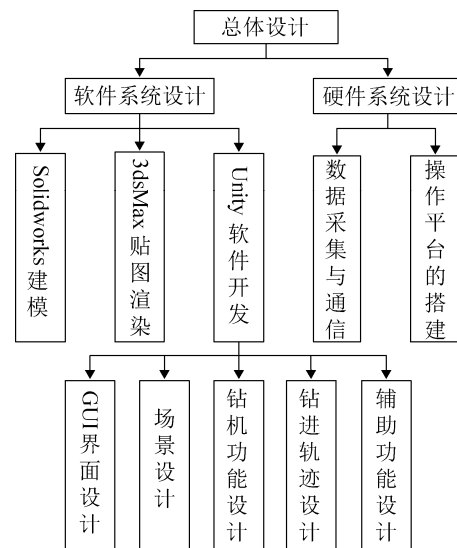 总体设计
软件系统设计
硬件系统设计
Solidworks建模
3dsMax贴图渲染
Unity软件开发
数据采集与通信
操作平台的搭建
GUI界面设计
场景设计
钻机功能设计
钻进轨迹设计
辅助功能设计